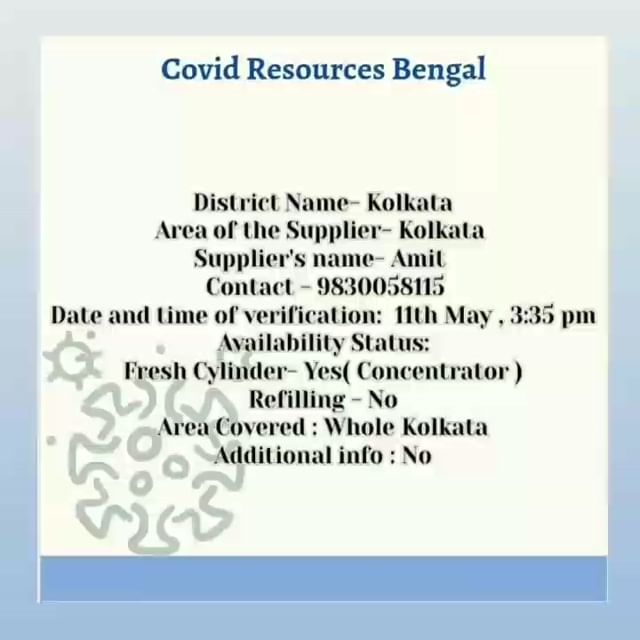 Covid Resources Bengal
District Name- Kolkata
Area of the Supplier- Kolkata
Supplier's name- Amit
Contact - 9830058115
Date and time of verification: 11th May , 3:35 pm
Availability Status:
Fresh Cylinder- Yes( Concentrator )
Refilling - No
Area Covered : Whole Kolkata
Additional info : No